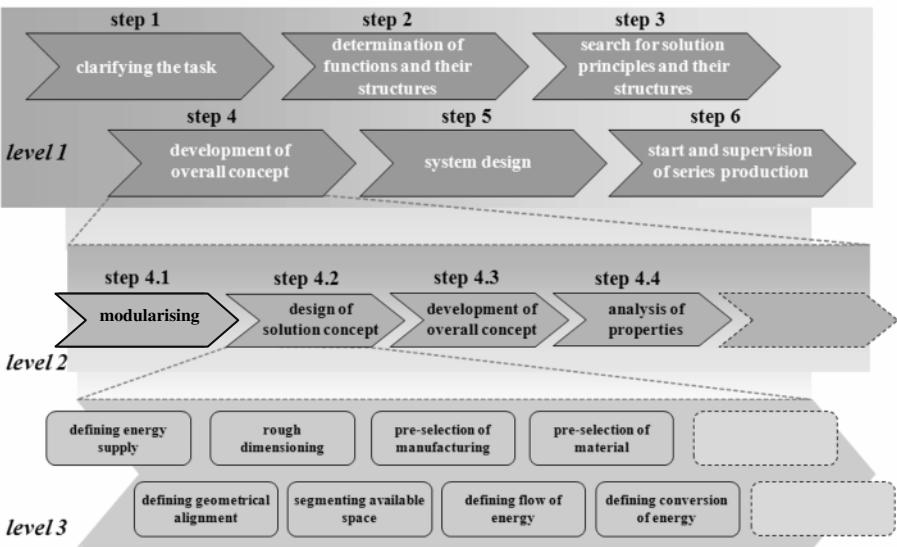 step 1
step 2
step 3
clarifying the task
determination of
functions and their
structures
search for solution
principles and their
structures
step 4
step 5
step 6
level 1
development of
overall concept
system design
start and supervision
of series production
step 4.1
step 4.2
step 4.3
step 4.4
modularising
design of
solution concept
development of
overall concept
analysis of
properties
level 2
defining energy
supply
rough
dimensioning
pre-selection of
manufacturing
pre-selection of
material
defining geometrical
alignment
segmenting available
space
defining flow of
energy
defining conversion
of energy
level 3